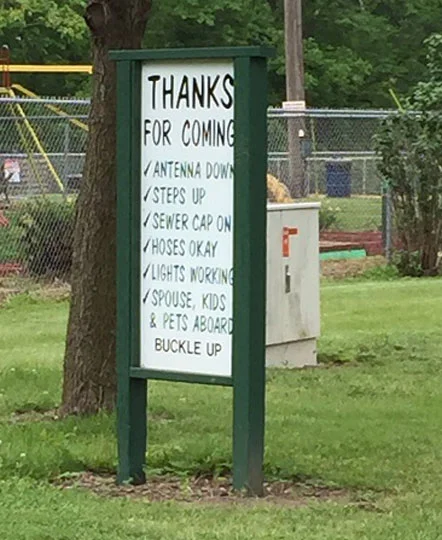 THANKS
FOR COMING
✓ANTENNA DOWN
✓STEPS UP
✓SEWER CAP ON
✓HOSES OKAY
✓LIGHTS WORKING
✓SPOUSE, KIDS
& PETS ABOARD
BUCKLE UP